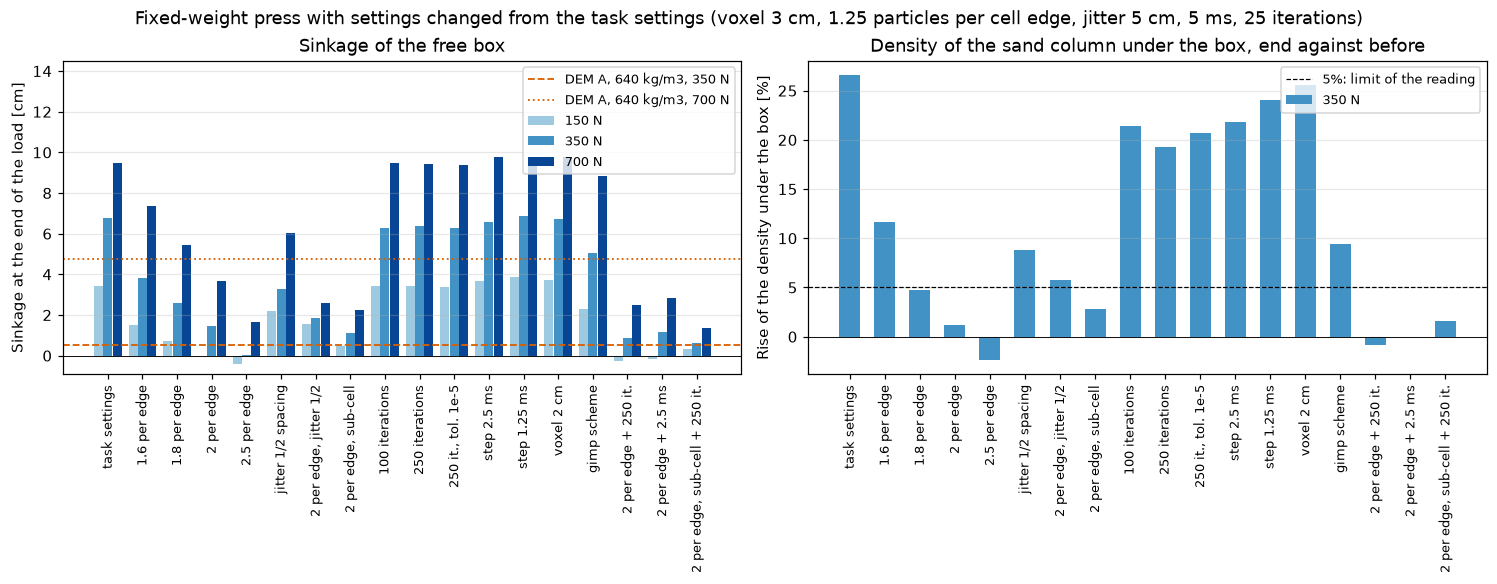 Fixed-weight press with settings changed from the task settings (voxel 3 cm, 1.25 particles per cell edge, jitter 5 cm, 5 ms, 25 iterations)
Sinkage of the free box
Sinkage at the end of the load [cm]
14
12
10
8
6
4
2
0
DEM A, 640 kg/m3, 350 N
DEM A, 640 kg/m3, 700 N
150 N
350 N
700 N
task settings
1.6 per edge
1.8 per edge
2 per edge
2.5 per edge
jitter 1/2 spacing
2 per edge, jitter 1/2
2 per edge, sub-cell
100 iterations
250 iterations
250 it., tol. 1e-5
step 2.5 ms
step 1.25 ms
voxel 2 cm
gimp scheme
2 per edge + 250 it.
2 per edge + 2.5 ms
2 per edge, sub-cell + 250 it.
Density of the sand column under the box, end against before
Rise of the density under the box [%]
25
20
15
10
5
0
5%: limit of the reading
350 N
task settings
1.6 per edge
1.8 per edge
2 per edge
2.5 per edge
jitter 1/2 spacing
2 per edge, jitter 1/2
2 per edge, sub-cell
100 iterations
250 iterations
250 it., tol. 1e-5
step 2.5 ms
step 1.25 ms
voxel 2 cm
gimp scheme
2 per edge + 250 it.
2 per edge + 2.5 ms
2 per edge, sub-cell + 250 it.